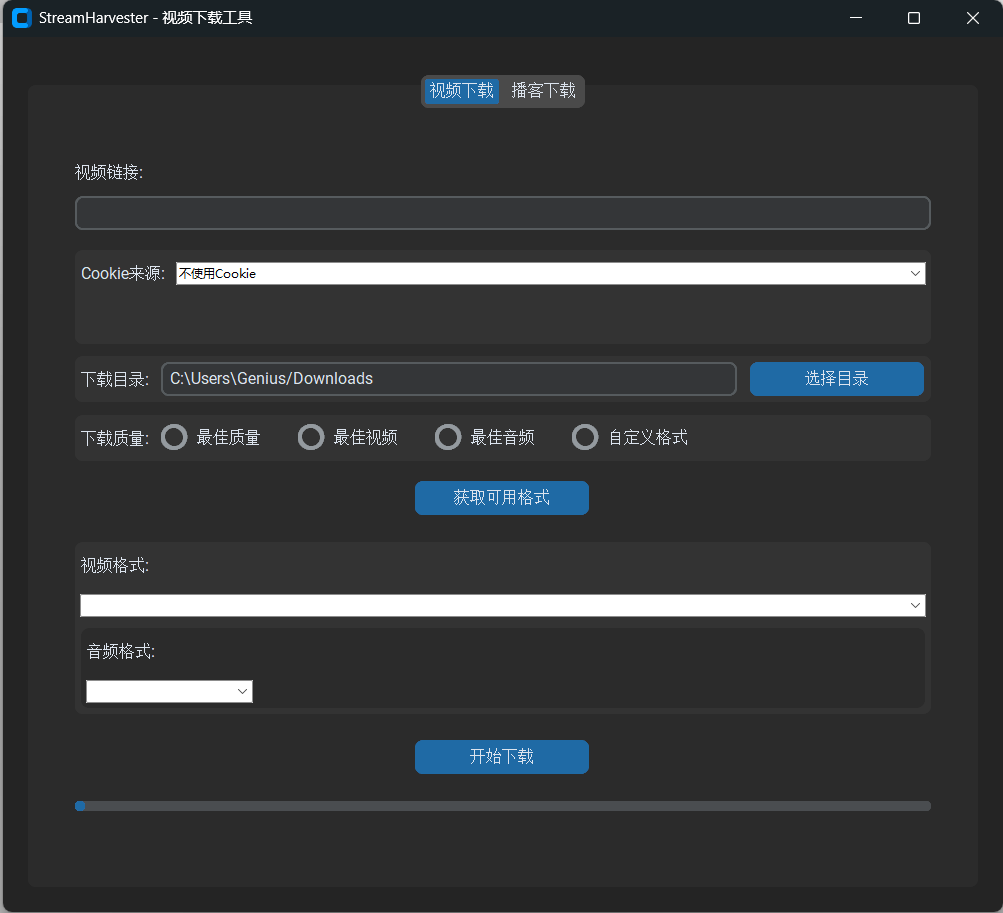 StreamHarvester - 视频下载工具
视频下载 播客下载
视频链接:
Cookie来源: 不使用Cookie
下载目录: C:\Users\Genius/Downloads 选择目录
下载质量: 最佳质量 最佳视频 最佳音频 自定义格式
获取可用格式
视频格式:
音频格式:
开始下载